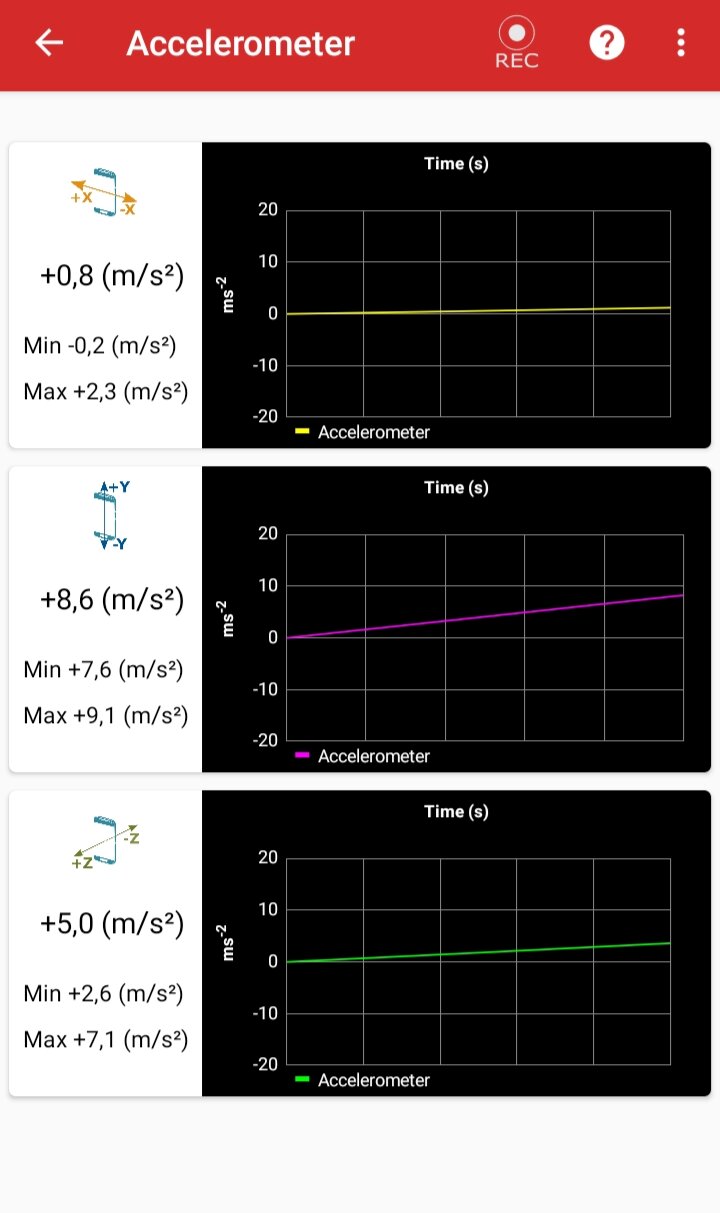 Accelerometer
REC
?
+X
-X
+0,8 (m/s²)
Min -0,2 (m/s²)
Max +2,3 (m/s²)
Time (s)
20
10
0
-10
-20
ms⁻²
Accelerometer
+Y
-Y
+8,6 (m/s²)
Min +7,6 (m/s²)
Max +9,1 (m/s²)
Time (s)
20
10
0
-10
-20
ms⁻²
Accelerometer
-Z
+Z
+5,0 (m/s²)
Min +2,6 (m/s²)
Max +7,1 (m/s²)
Time (s)
20
10
0
-10
-20
ms⁻²
Accelerometer